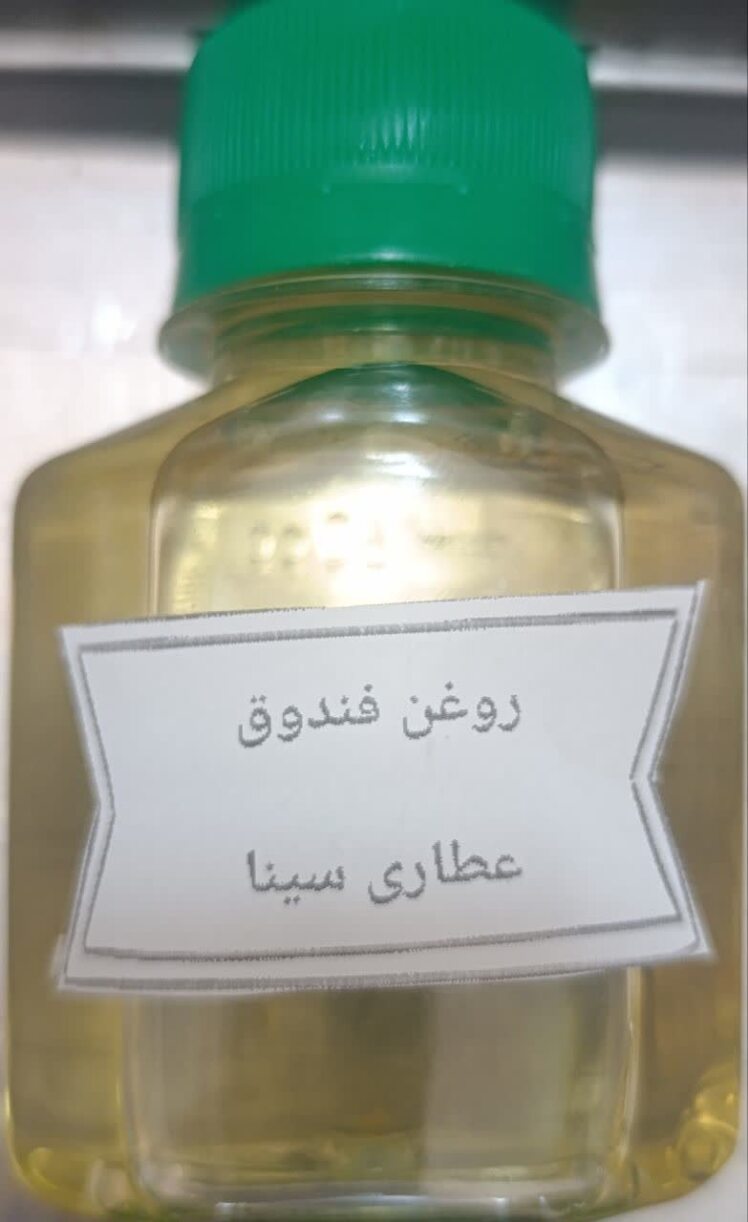 روغن فندوق
عطاری سینا